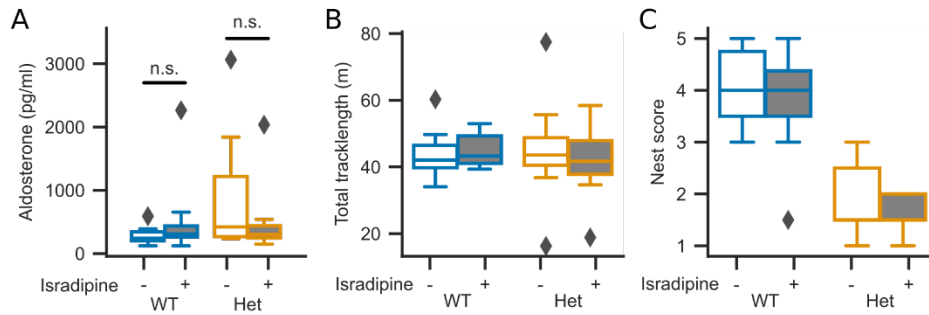 A
Aldosterone (pg/ml)
3000
2000
1000
0
n.s.
n.s.
Isradipine
-
+
-
+
WT
Het
B
Total tracklength (m)
80
60
40
20
Isradipine
-
+
-
+
WT
Het
C
Nest score
5
4
3
2
1
Isradipine
-
+
-
+
WT
Het